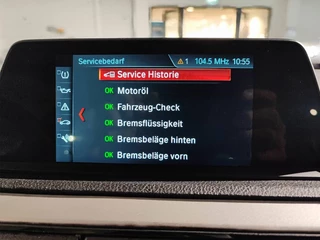 Servicebedarf 1 104.5 MHz 10:55
Service Historie
OK Motoröl
OK Fahrzeug-Check
OK Bremsflüssigkeit
OK Bremsbeläge hinten
OK Bremsbeläge vorn